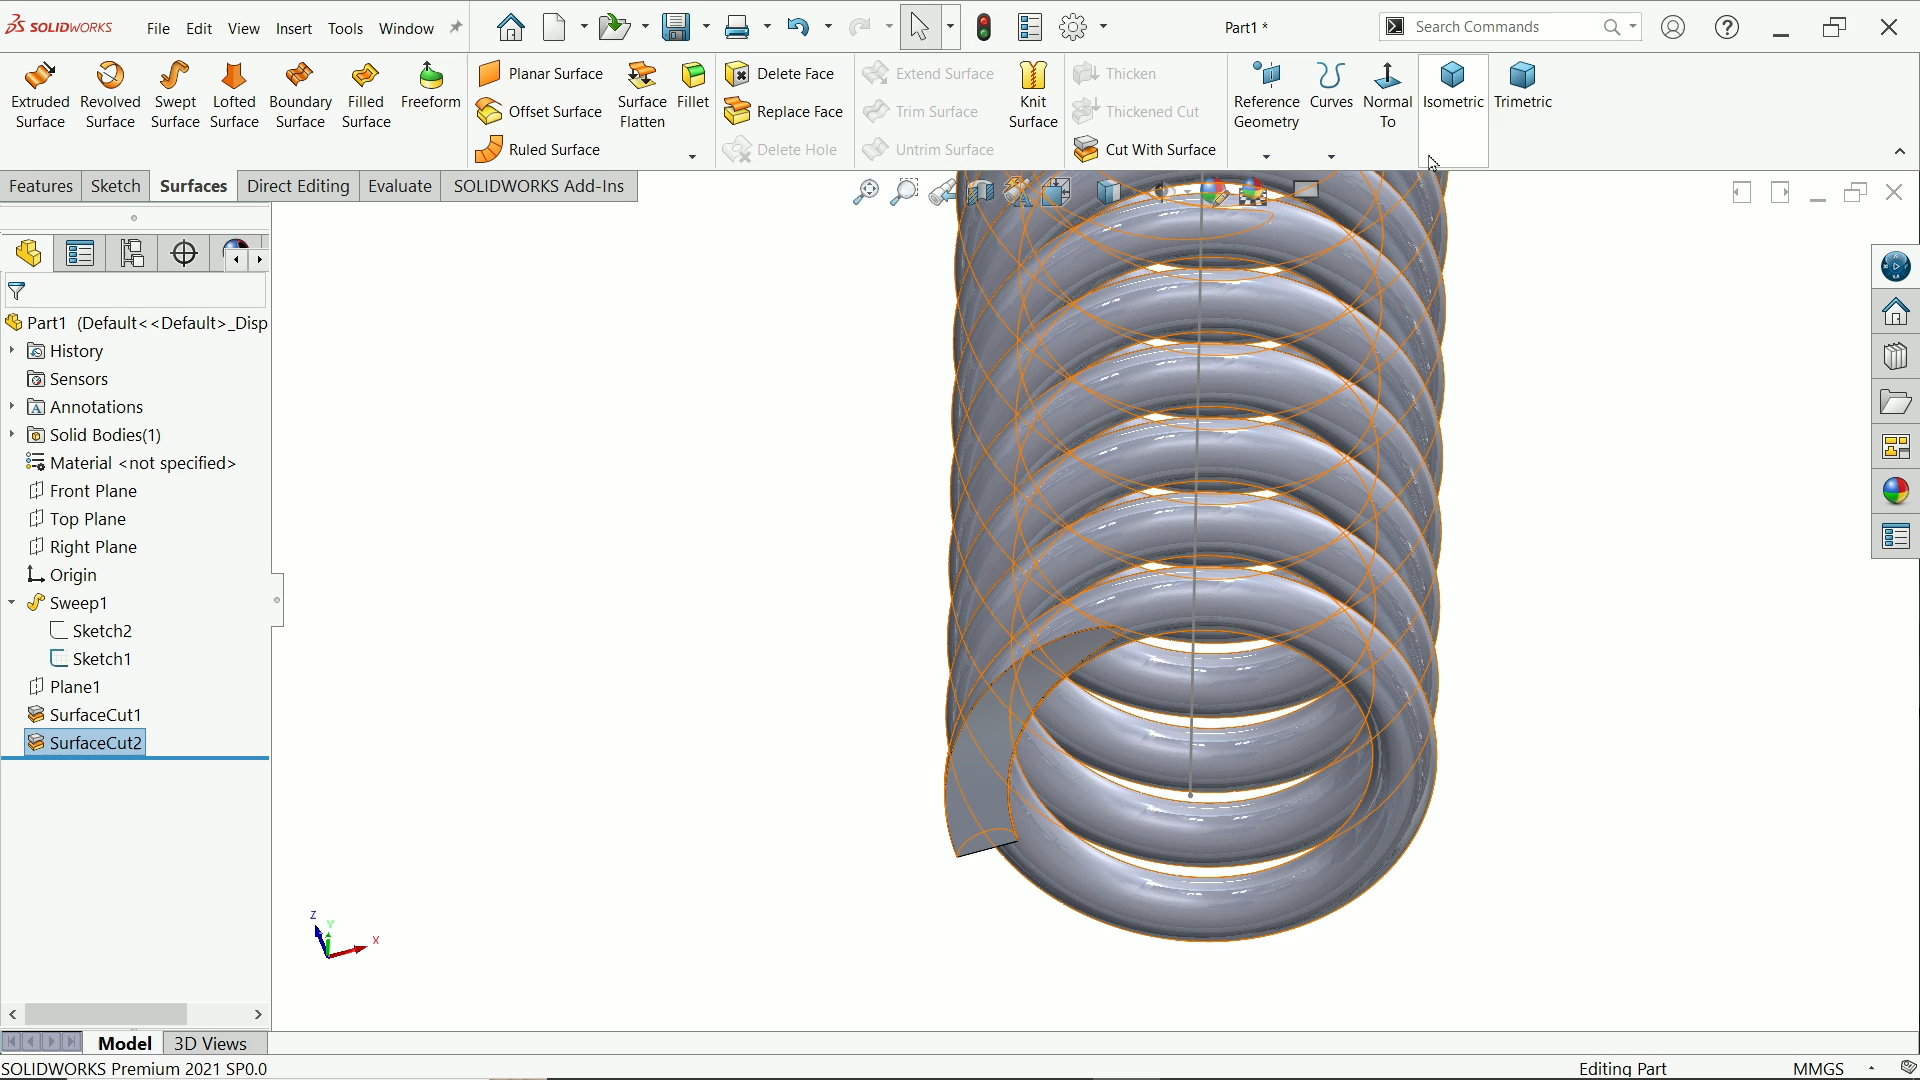 SOLIDWORKS File Edit View Insert Tools Window Part1 * Search Commands
Extruded Surface
Revolved Surface
Swept Surface
Lofted Surface
Boundary Surface
Filled Surface
Freeform
Planar Surface
Offset Surface
Ruled Surface
Surface Flatten
Fillet
Delete Face
Replace Face
Delete Hole
Extend Surface
Trim Surface
Untrim Surface
Knit Surface
Thicken
Thickened Cut
Cut With Surface
Reference Geometry
Curves
Normal To
Isometric
Trimetric
Features Sketch Surfaces Direct Editing Evaluate SOLIDWORKS Add-Ins
Part1 (Default<<Default>_Disp
History
Sensors
Annotations
Solid Bodies(1)
Material <not specified>
Front Plane
Top Plane
Right Plane
Origin
Sweep1
Sketch2
Sketch1
Plane1
SurfaceCut1
SurfaceCut2
Z
Y
X
Model 3D Views
SOLIDWORKS Premium 2021 SP0.0 Editing Part MMGS